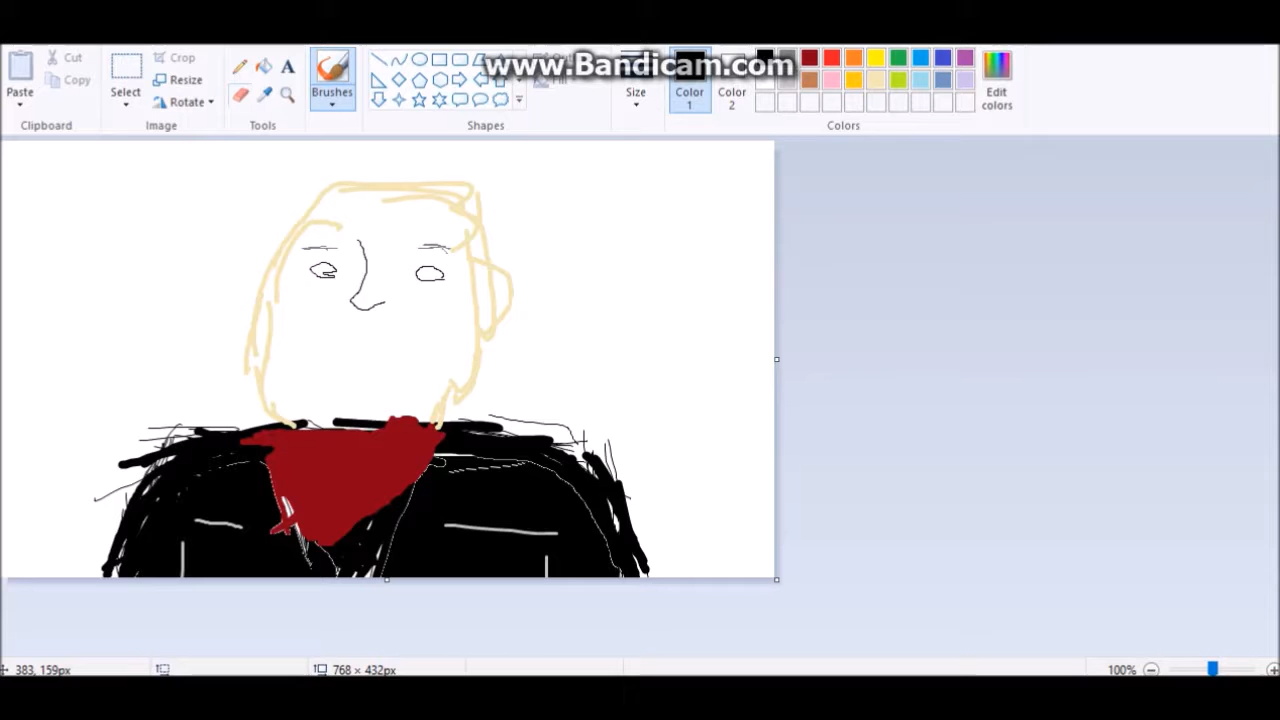 www.Bandicam.com
Cut
Copy
Paste
Clipboard
Select
Crop
Resize
Rotate
Image
Tools
Brushes
Shapes
Fill
Size
Color
1
Color
2
Edit
colors
Colors
383, 159px
768 × 432px
100%